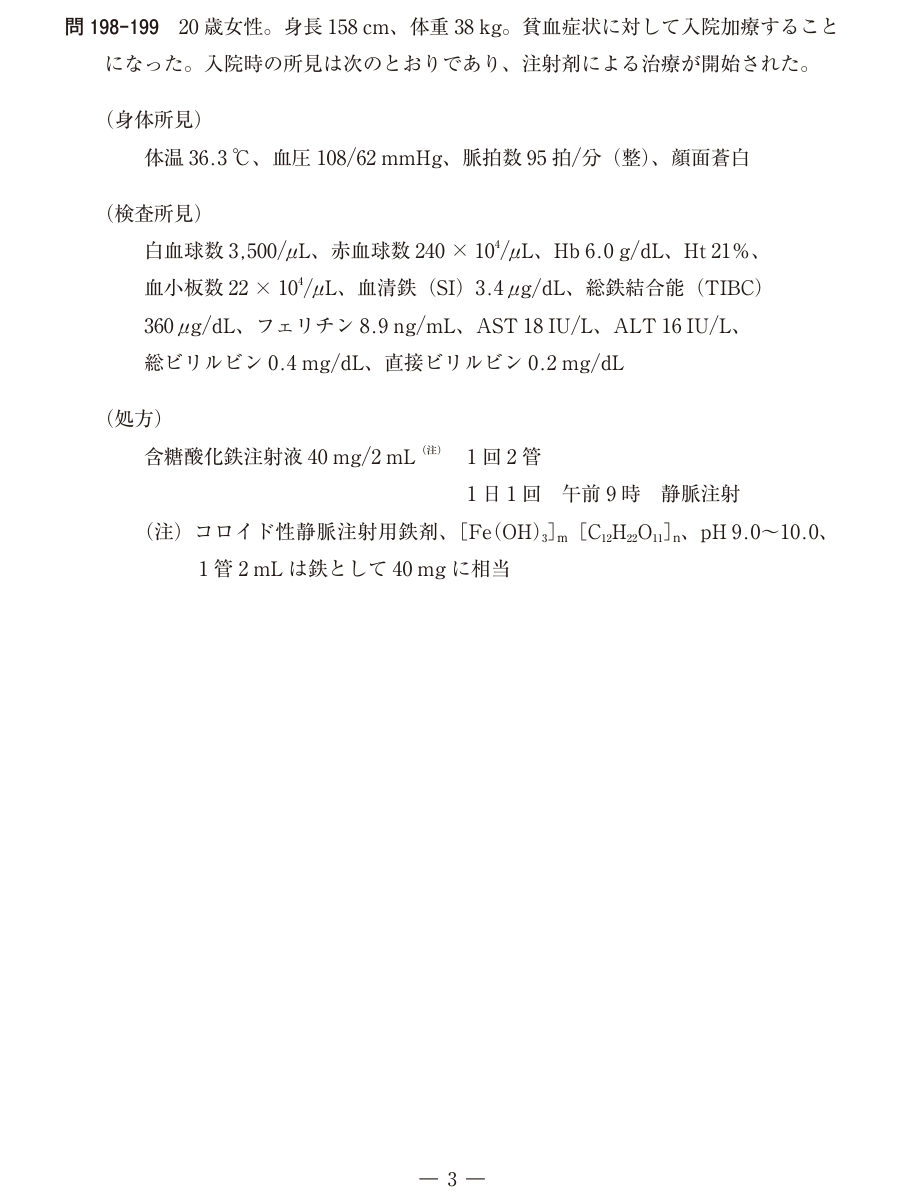 問 198-199　20 歳女性。身長 158 cm、体重 38 kg。貧血症状に対して入院加療すること
になった。入院時の所見は次のとおりであり、注射剤による治療が開始された。
（身体所見）
体温 36.3 ℃、血圧 108/62 mmHg、脈拍数 95 拍/分（整）、顔面蒼白
（検査所見）
白血球数 3,500/μL、赤血球数 240 × 10⁴/μL、Hb 6.0 g/dL、Ht 21%、
血小板数 22 × 10⁴/μL、血清鉄（SI）3.4 μg/dL、総鉄結合能（TIBC）
360 μg/dL、フェリチン 8.9 ng/mL、AST 18 IU/L、ALT 16 IU/L、
総ビリルビン 0.4 mg/dL、直接ビリルビン 0.2 mg/dL
（処方）
含糖酸化鉄注射液 40 mg/2 mL（注）　1 回 2 管
1 日 1 回　午前 9 時　静脈注射
（注）コロイド性静脈注射用鉄剤、[Fe(OH)₃]m [C₁₂H₂₂O₁₁]n、pH 9.0～10.0、
1 管 2 mL は鉄として 40 mg に相当
― 3 ―